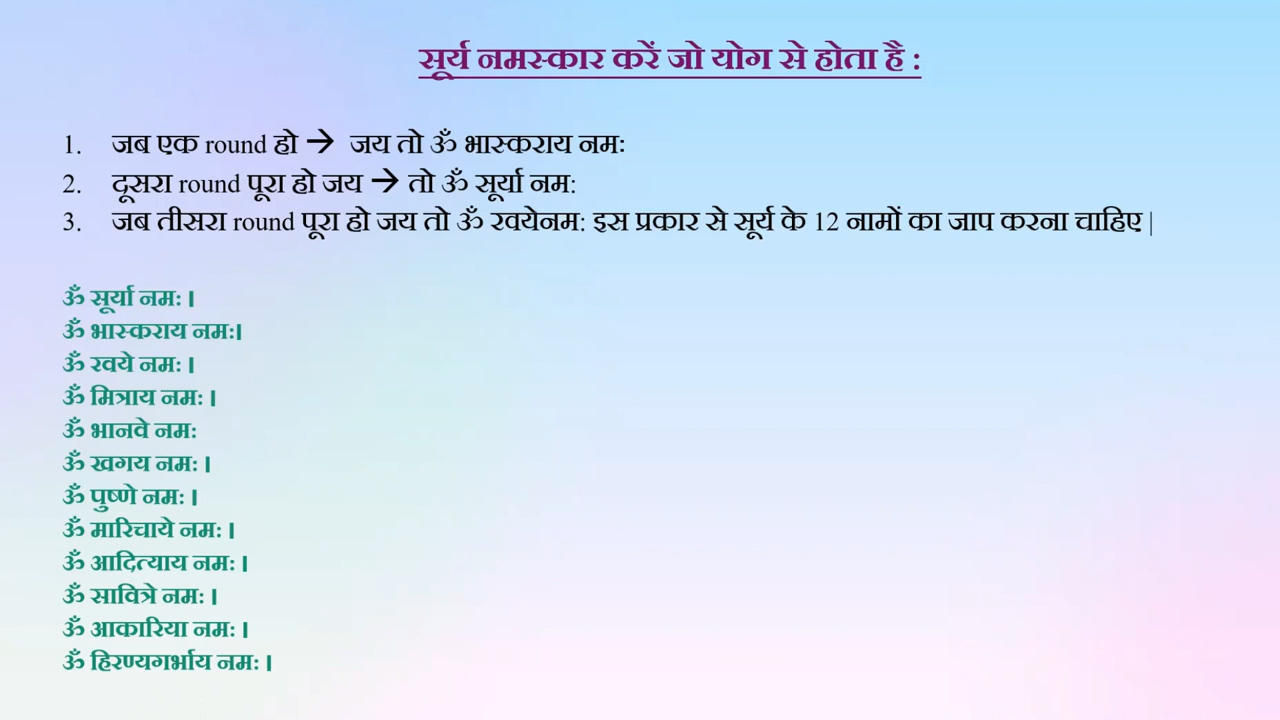 सूर्य नमस्कार करें जो योग से होता है :
1. जब एक round हो → जय तो ॐ भास्कराय नमः
2. दूसरा round पूरा हो जय → तो ॐ सूर्या नम:
3. जब तीसरा round पूरा हो जय तो ॐ रवयेनम: इस प्रकार से सूर्य के 12 नामों का जाप करना चाहिए |
ॐ सूर्या नम: ।
ॐ भास्कराय नम:।
ॐ रवये नम: ।
ॐ मित्राय नम: ।
ॐ भानवे नम:
ॐ खगय नम: ।
ॐ पुष्णे नम: ।
ॐ मारिचाये नम: ।
ॐ आदित्याय नम: ।
ॐ सावित्रे नम: ।
ॐ आकारिया नम: ।
ॐ हिरण्यगर्भाय नम: ।